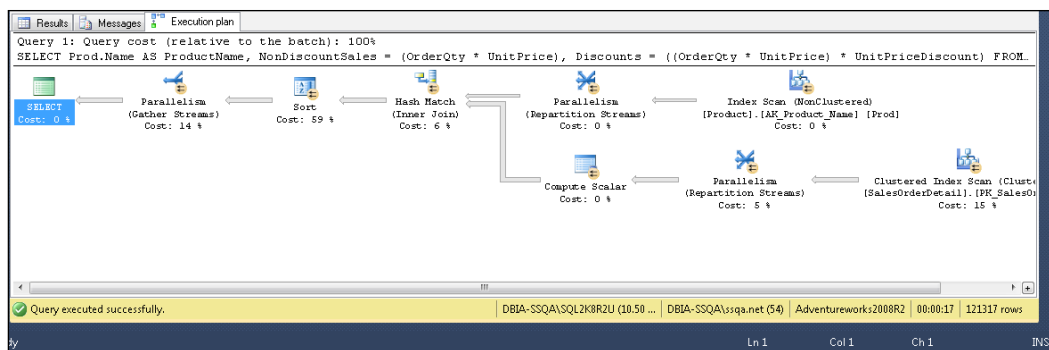 Results Messages Execution plan
Query 1: Query cost (relative to the batch): 100%
SELECT Prod.Name AS ProductName, NonDiscountSales = (OrderQty * UnitPrice), Discounts = ((OrderQty * UnitPrice) * UnitPriceDiscount) FROM…
SELECT
Cost: 0 %
Parallelism
(Gather Streams)
Cost: 14 %
Sort
Cost: 59 %
Hash Match
(Inner Join)
Cost: 6 %
Parallelism
(Repartition Streams)
Cost: 0 %
Index Scan (NonClustered)
[Product].[AK_Product_Name] [Prod]
Cost: 0 %
Compute Scalar
Cost: 0 %
Parallelism
(Repartition Streams)
Cost: 5 %
Clustered Index Scan (Cluste
[SalesOrderDetail].[PK_SalesO
Cost: 15 %
Query executed successfully.
DBIA-SSQA\SQL2K8R2U (10.50 ... DBIA-SSQA\ssqa.net (54) Adventureworks2008R2 00:00:17 121317 rows
Ln 1 Col 1 Ch 1 INS